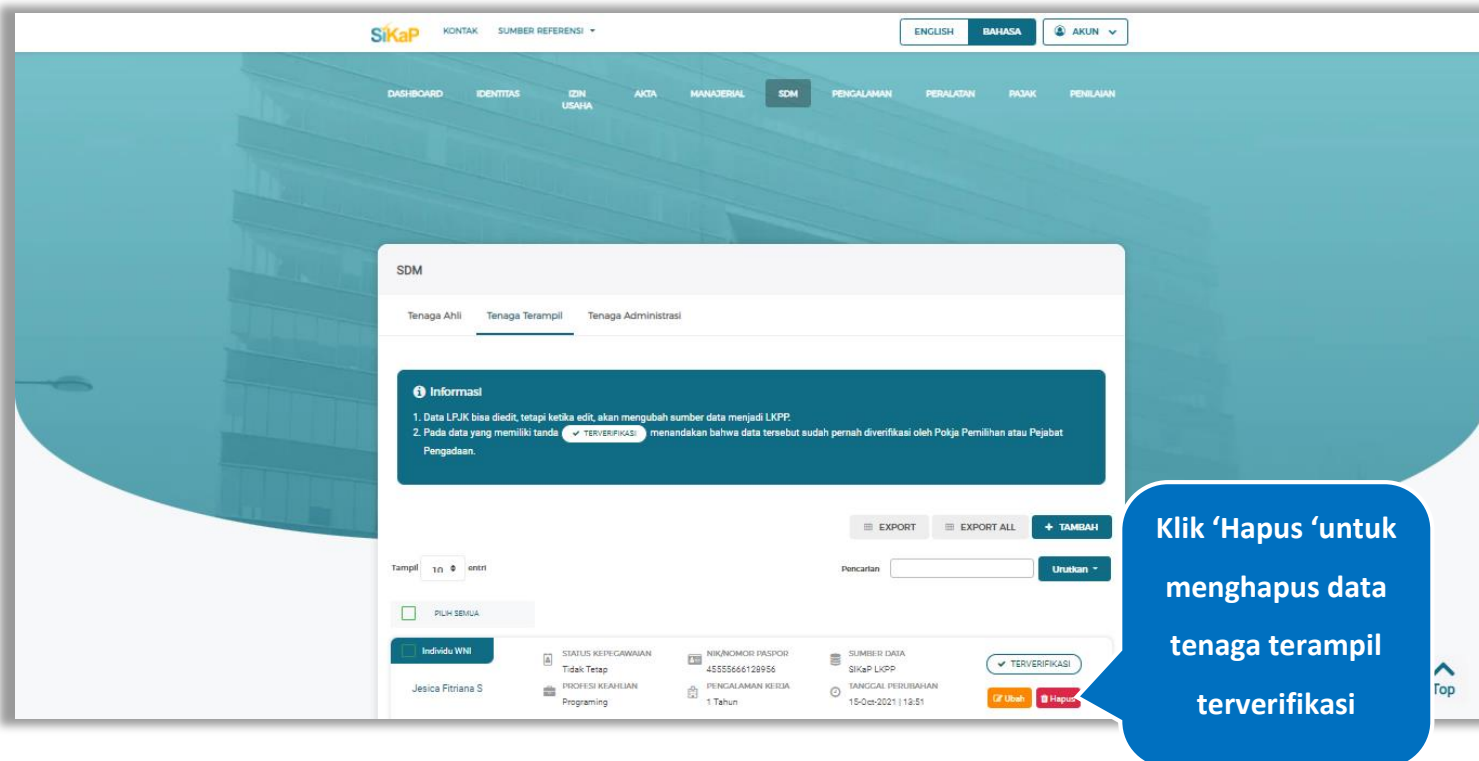 SiKaP KONTAK SUMBER REFERENSI ENGLISH BAHASA AKUN
DASHBOARD IDENTITAS IZIN USAHA AKTA MANAJERIAL SDM PENGALAMAN PERALATAN PAJAK PENILAIAN
SDM
Tenaga Ahli Tenaga Terampil Tenaga Administrasi
Informasi
1. Data LPJK bisa diedit, tetapi ketika edit, akan mengubah sumber data menjadi LKPP.
2. Pada data yang memiliki tanda TERVERIFIKASI menandakan bahwa data tersebut sudah pernah diverifikasi oleh Pokja Pemilihan atau Pejabat
Pengadaan.
EXPORT EXPORT ALL + TAMBAH
Tampil 10 entri Pencarian Urutkan
PILIH SEMUA
Individu WNI
Jesica Fitriana S
STATUS KEPEGAWAIAN
Tidak Tetap
PROFESI KEAHLIAN
Programing
NIK/NOMOR PASPOR
45555666128956
PENGALAMAN KERJA
1 Tahun
SUMBER DATA
SIKaP LKPP
TANGGAL PERUBAHAN
15-Oct-2021 | 13:51
TERVERIFIKASI
Ubah Hapus
Klik ‘Hapus ‘untuk
menghapus data
tenaga terampil
terverifikasi
Top